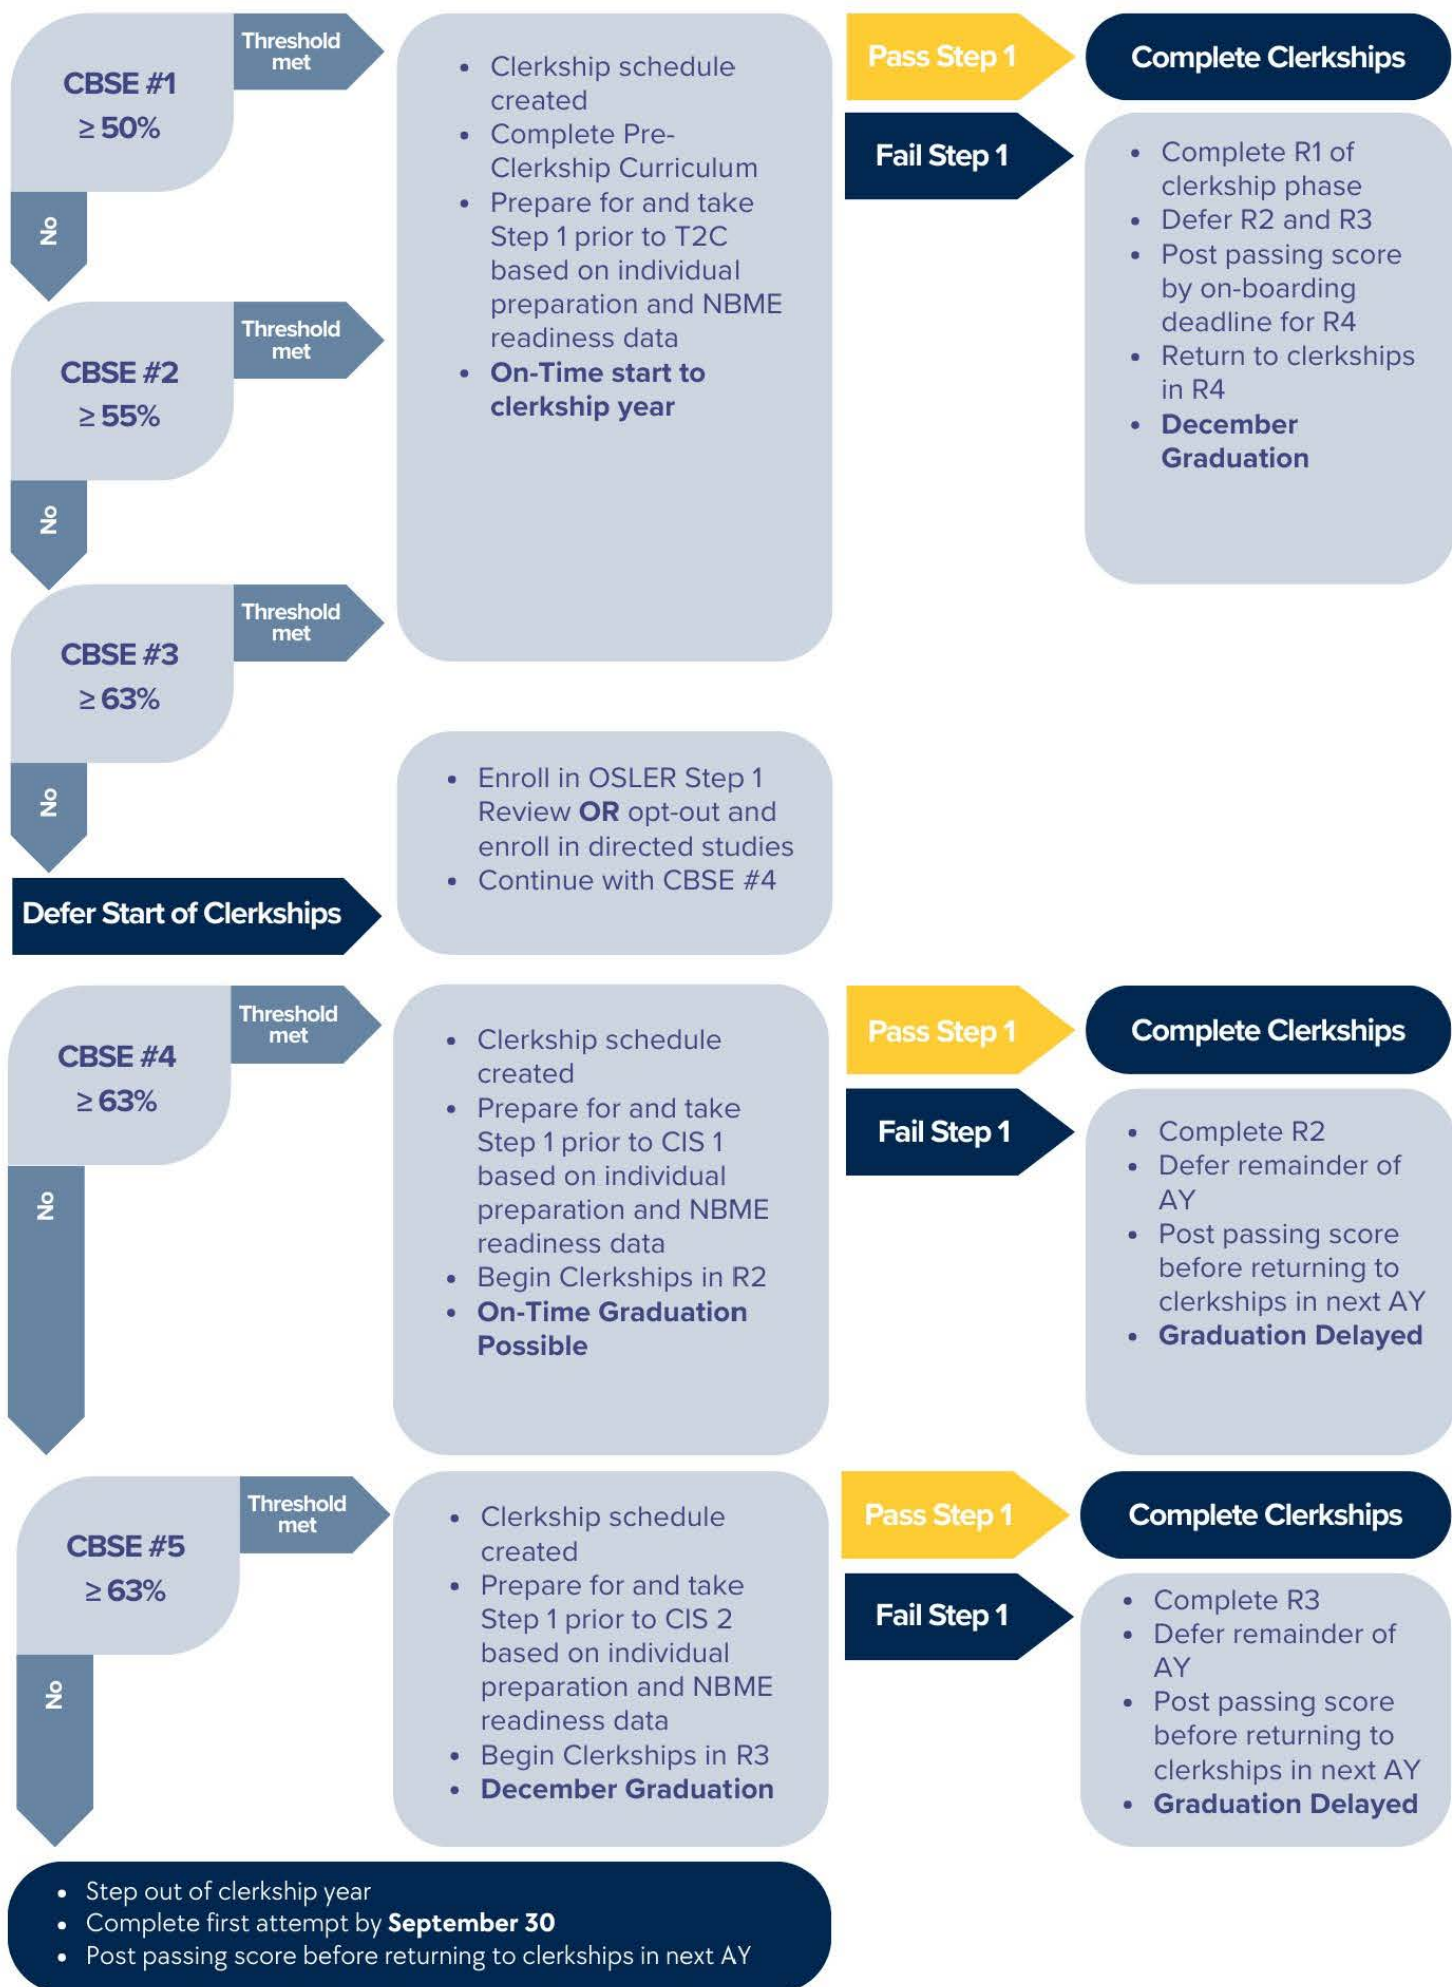 CBSE #1
≥ 50%
Threshold
met
No
CBSE #2
≥ 55%
Threshold
met
No
CBSE #3
≥ 63%
Threshold
met
No
• Clerkship schedule
created
• Complete Pre-
Clerkship Curriculum
• Prepare for and take
Step 1 prior to T2C
based on individual
preparation and NBME
readiness data
• On-Time start to
clerkship year
Pass Step 1
Complete Clerkships
Fail Step 1
• Complete R1 of
clerkship phase
• Defer R2 and R3
• Post passing score
by on-boarding
deadline for R4
• Return to clerkships
in R4
• December
Graduation
Defer Start of Clerkships
• Enroll in OSLER Step 1
Review OR opt-out and
enroll in directed studies
• Continue with CBSE #4
CBSE #4
≥ 63%
Threshold
met
No
• Clerkship schedule
created
• Prepare for and take
Step 1 prior to CIS 1
based on individual
preparation and NBME
readiness data
• Begin Clerkships in R2
• On-Time Graduation
Possible
Pass Step 1
Complete Clerkships
Fail Step 1
• Complete R2
• Defer remainder of
AY
• Post passing score
before returning to
clerkships in next AY
• Graduation Delayed
CBSE #5
≥ 63%
Threshold
met
No
• Clerkship schedule
created
• Prepare for and take
Step 1 prior to CIS 2
based on individual
preparation and NBME
readiness data
• Begin Clerkships in R3
• December Graduation
Pass Step 1
Complete Clerkships
Fail Step 1
• Complete R3
• Defer remainder of
AY
• Post passing score
before returning to
clerkships in next AY
• Graduation Delayed
• Step out of clerkship year
• Complete first attempt by September 30
• Post passing score before returning to clerkships in next AY